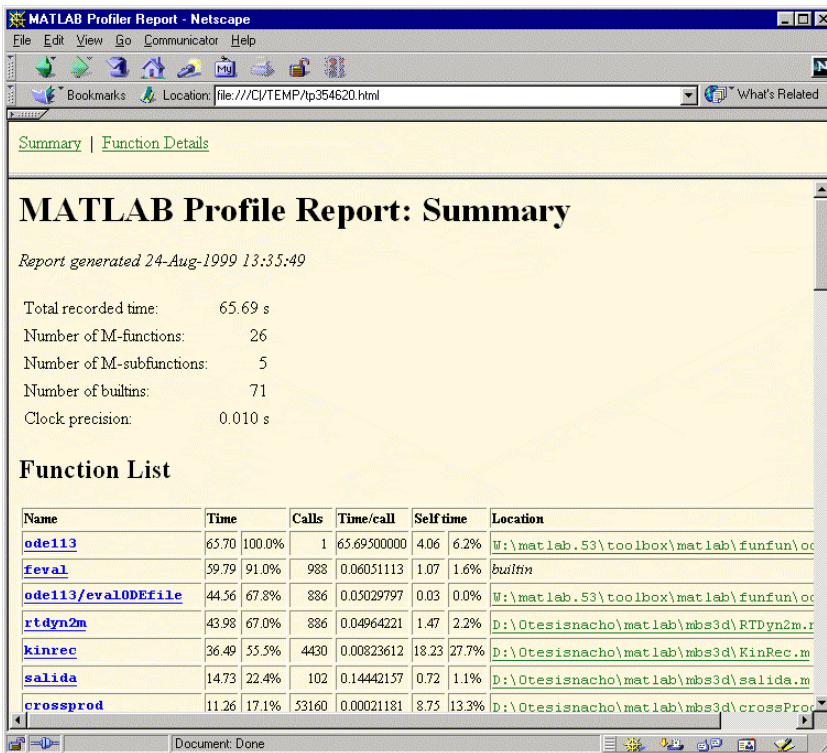 MATLAB Profiler Report - Netscape
File Edit View Go Communicator Help
My
Bookmarks Location: file:///C|/TEMP/tp354620.html What's Related
Summary | Function Details
MATLAB Profile Report: Summary
Report generated 24-Aug-1999 13:35:49
Total recorded time: 65.69 s
Number of M-functions: 26
Number of M-subfunctions: 5
Number of builtins: 71
Clock precision: 0.010 s
Function List
Name Time Calls Time/call Self time Location
ode113 65.70 100.0% 1 65.69500000 4.06 6.2% W:\matlab.53\toolbox\matlab\funfun\od
feval 59.79 91.0% 988 0.06051113 1.07 1.6% builtin
ode113/evalODEfile 44.56 67.8% 886 0.05029797 0.03 0.0% W:\matlab.53\toolbox\matlab\funfun\od
rtdyn2m 43.98 67.0% 886 0.04964221 1.47 2.2% D:\Otesisnacho\matlab\mbs3d\RTDyn2m.m
kinrec 36.49 55.5% 4430 0.00823612 18.23 27.7% D:\Otesisnacho\matlab\mbs3d\KinRec.m
salida 14.73 22.4% 102 0.14442157 0.72 1.1% D:\Otesisnacho\matlab\mbs3d\salida.m
crossprod 11.26 17.1% 53160 0.00021181 8.75 13.3% D:\Otesisnacho\matlab\mbs3d\crossProd
Document: Done